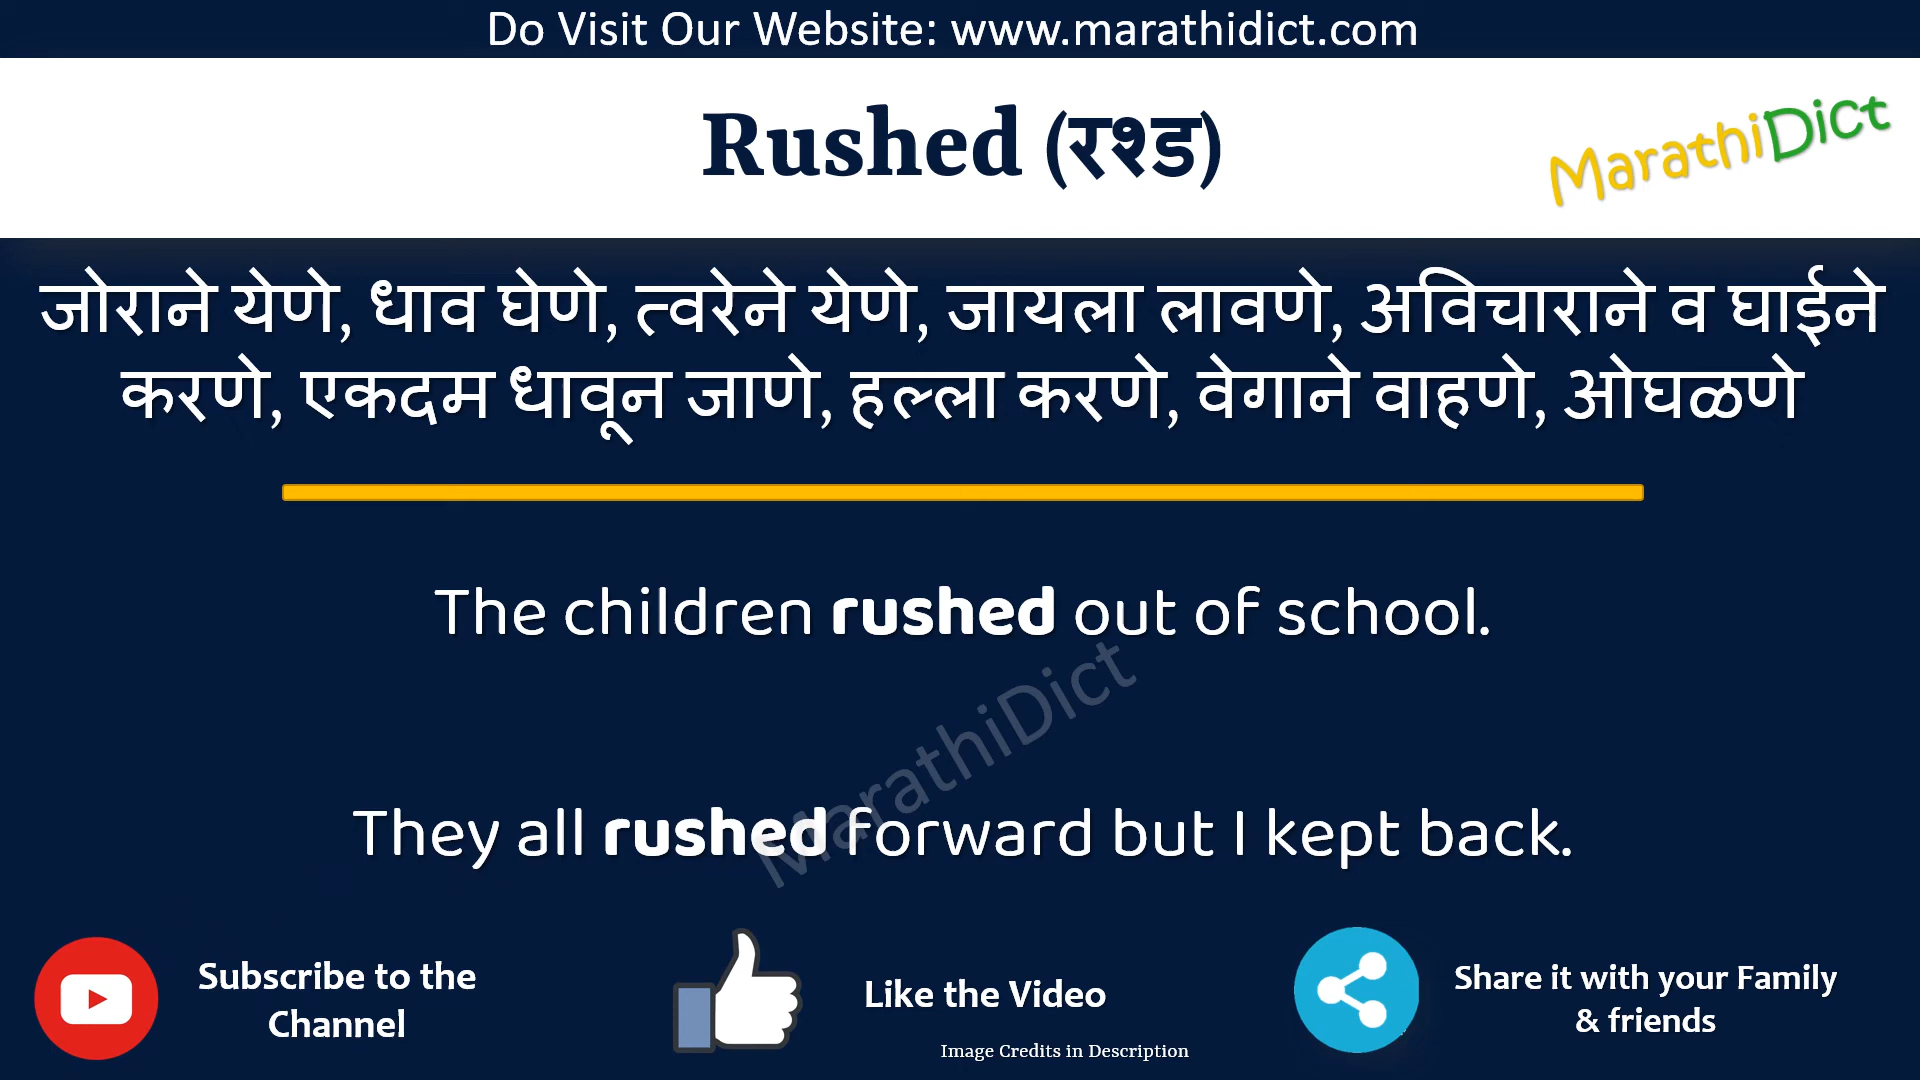 Do Visit Our Website: www.marathidict.com
Rushed (रश्ड)
MarathiDict
जोराने येणे, धाव घेणे, त्वरेने येणे, जायला लावणे, अविचाराने व घाईने
करणे, एकदम धावून जाणे, हल्ला करणे, वेगाने वाहणे, ओघळणे
The children rushed out of school.
MarathiDict
They all rushed forward but I kept back.
Subscribe to the
Channel
Like the Video
Share it with your Family
& friends
Image Credits in Description